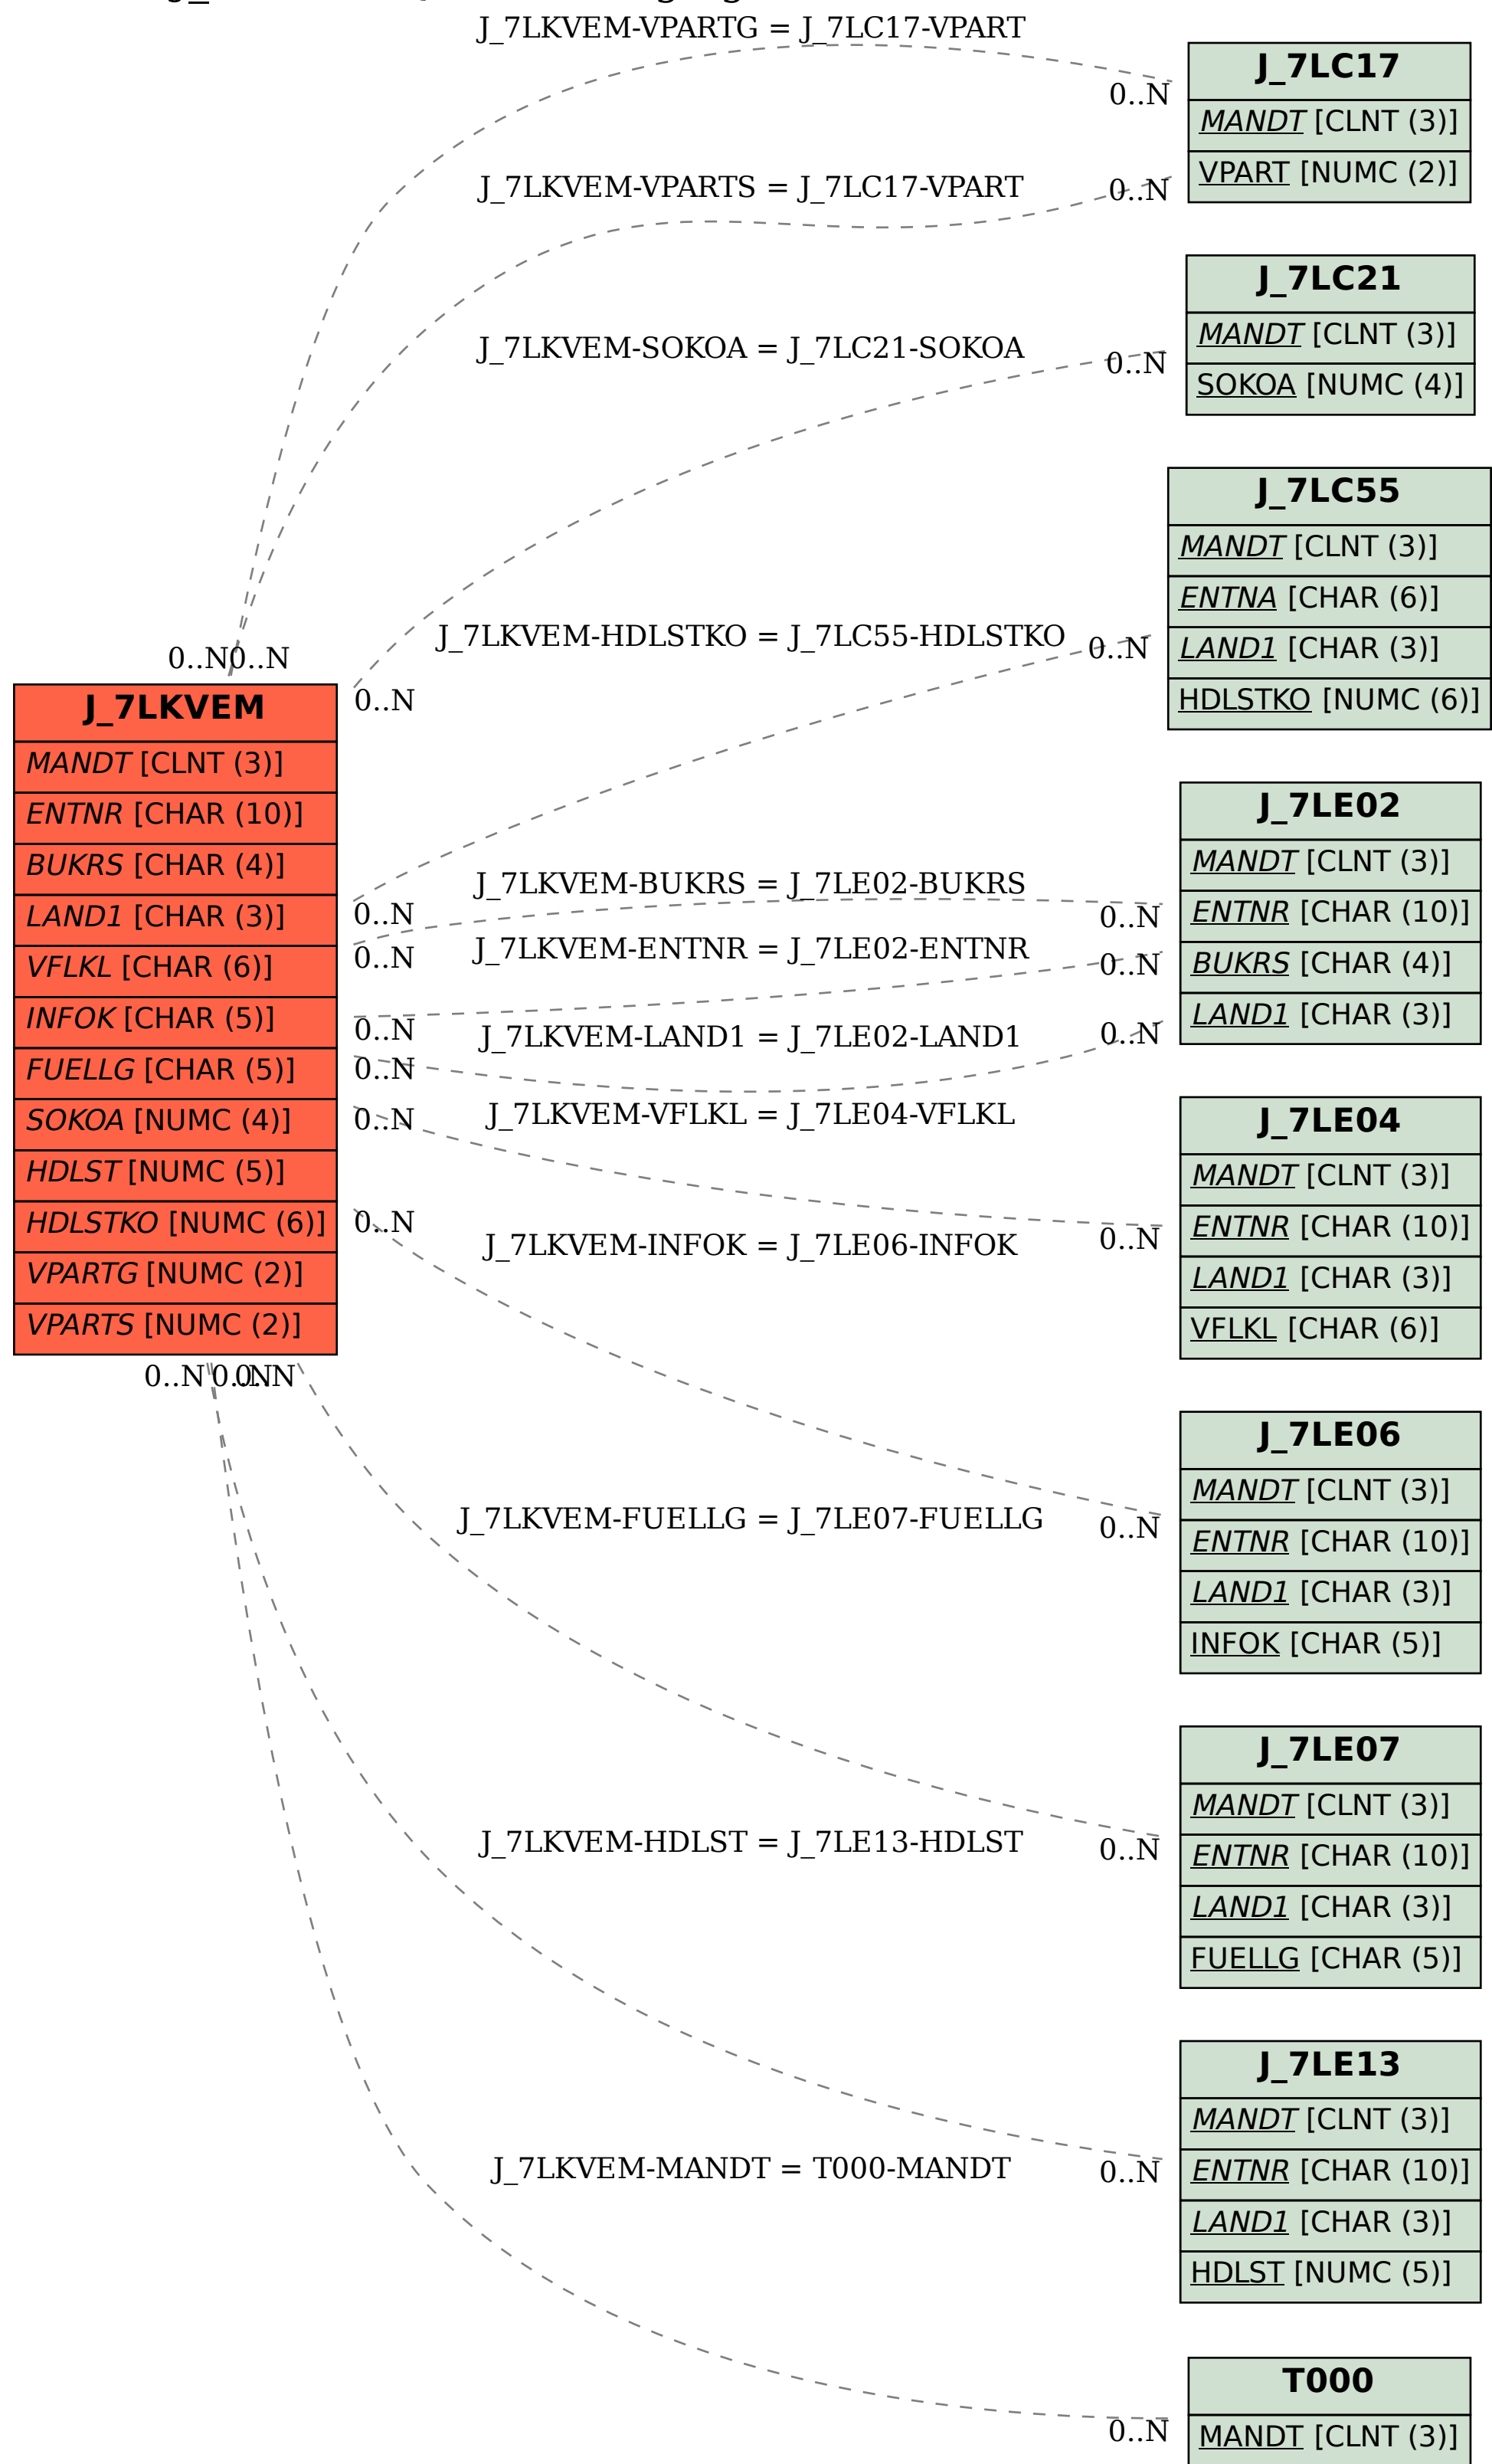 J_7LKVEM-VPARTG = J_7LC17-VPART
0..N
J_7LC17
MANDT [CLNT (3)]
VPART [NUMC (2)]
J_7LKVEM-VPARTS = J_7LC17-VPART
0..N
J_7LC21
MANDT [CLNT (3)]
SOKOA [NUMC (4)]
J_7LKVEM-SOKOA = J_7LC21-SOKOA
0..N
J_7LC55
MANDT [CLNT (3)]
ENTNA [CHAR (6)]
LAND1 [CHAR (3)]
HDLSTKO [NUMC (6)]
J_7LKVEM-HDLSTKO = J_7LC55-HDLSTKO
0..N
0..N
0..N
0..N
J_7LKVEM
MANDT [CLNT (3)]
ENTNR [CHAR (10)]
BUKRS [CHAR (4)]
LAND1 [CHAR (3)]
VFLKL [CHAR (6)]
INFOK [CHAR (5)]
FUELLG [CHAR (5)]
SOKOA [NUMC (4)]
HDLST [NUMC (5)]
HDLSTKO [NUMC (6)]
VPARTG [NUMC (2)]
VPARTS [NUMC (2)]
0..N
0..N
0..N
0..N
0..N
0..N
0..N
0..N
0..N
J_7LKVEM-BUKRS = J_7LE02-BUKRS
0..N
J_7LKVEM-ENTNR = J_7LE02-ENTNR
0..N
J_7LKVEM-LAND1 = J_7LE02-LAND1
0..N
J_7LE02
MANDT [CLNT (3)]
ENTNR [CHAR (10)]
BUKRS [CHAR (4)]
LAND1 [CHAR (3)]
J_7LKVEM-VFLKL = J_7LE04-VFLKL
0..N
J_7LE04
MANDT [CLNT (3)]
ENTNR [CHAR (10)]
LAND1 [CHAR (3)]
VFLKL [CHAR (6)]
J_7LKVEM-INFOK = J_7LE06-INFOK
0..N
J_7LE06
MANDT [CLNT (3)]
ENTNR [CHAR (10)]
LAND1 [CHAR (3)]
INFOK [CHAR (5)]
J_7LKVEM-FUELLG = J_7LE07-FUELLG
0..N
J_7LE07
MANDT [CLNT (3)]
ENTNR [CHAR (10)]
LAND1 [CHAR (3)]
FUELLG [CHAR (5)]
J_7LKVEM-HDLST = J_7LE13-HDLST
0..N
J_7LE13
MANDT [CLNT (3)]
ENTNR [CHAR (10)]
LAND1 [CHAR (3)]
HDLST [NUMC (5)]
J_7LKVEM-MANDT = T000-MANDT
0..N
T000
MANDT [CLNT (3)]